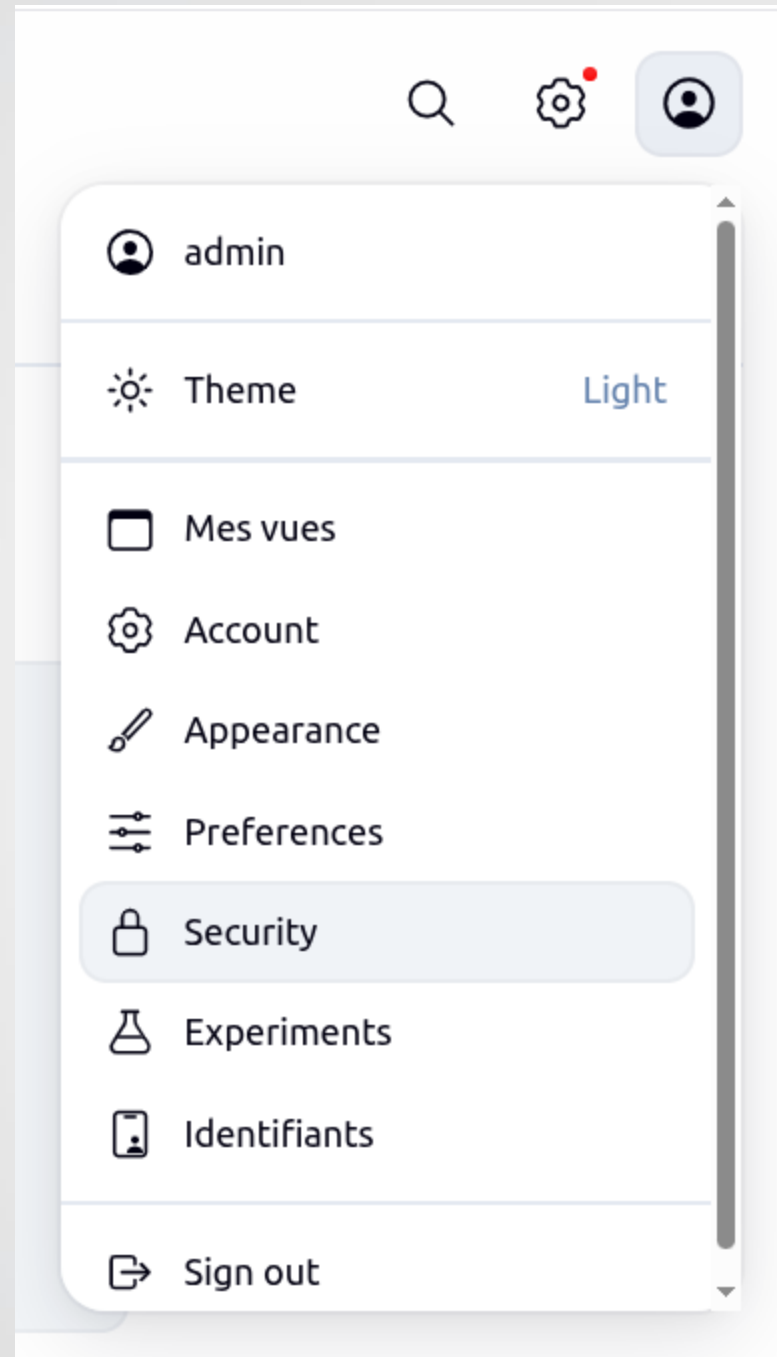 admin
Theme Light
Mes vues
Account
Appearance
Preferences
Security
Experiments
Identifiants
Sign out